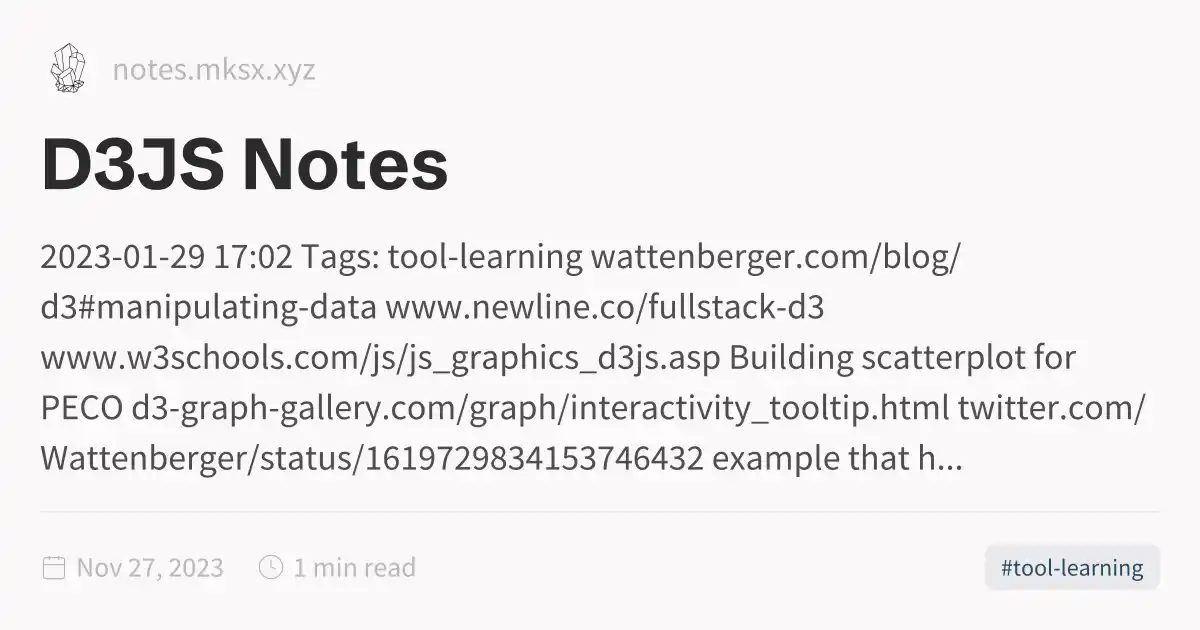 notes.mksx.xyz
D3JS Notes
2023-01-29 17:02 Tags: tool-learning wattenberger.com/blog/
d3#manipulating-data www.newline.co/fullstack-d3
www.w3schools.com/js/js_graphics_d3js.asp Building scatterplot for
PECO d3-graph-gallery.com/graph/interactivity_tooltip.html twitter.com/
Wattenberger/status/1619729834153746432 example that h...
Nov 27, 2023 1 min read #tool-learning